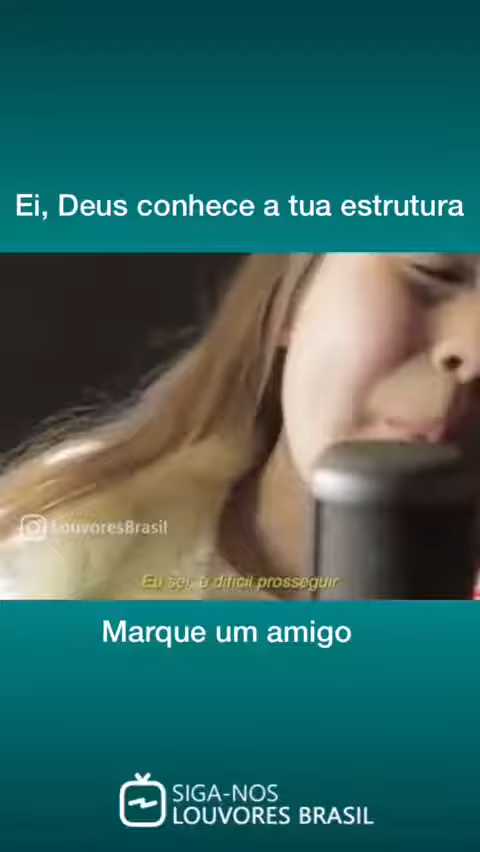 Ei, Deus conhece a tua estrutura
LouvoresBrasil
Eu sei, é difícil prosseguir
Marque um amigo
SIGA-NOS
LOUVORES BRASIL